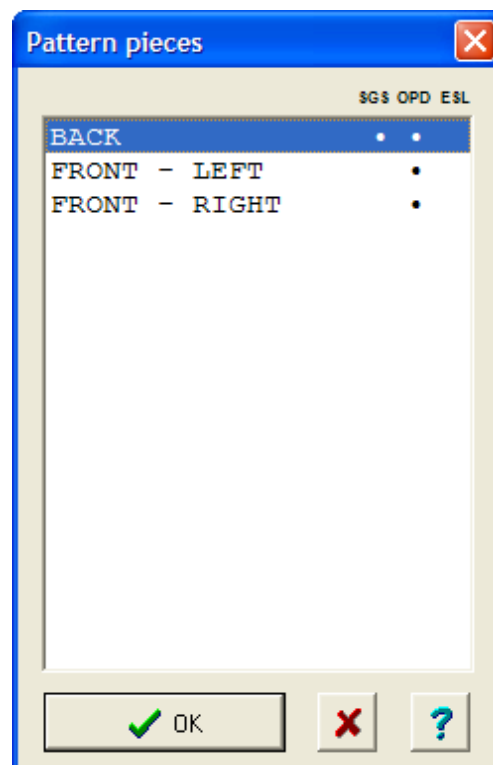 Pattern pieces
SGS OPD ESL
BACK • •
FRONT - LEFT •
FRONT - RIGHT •
OK
?